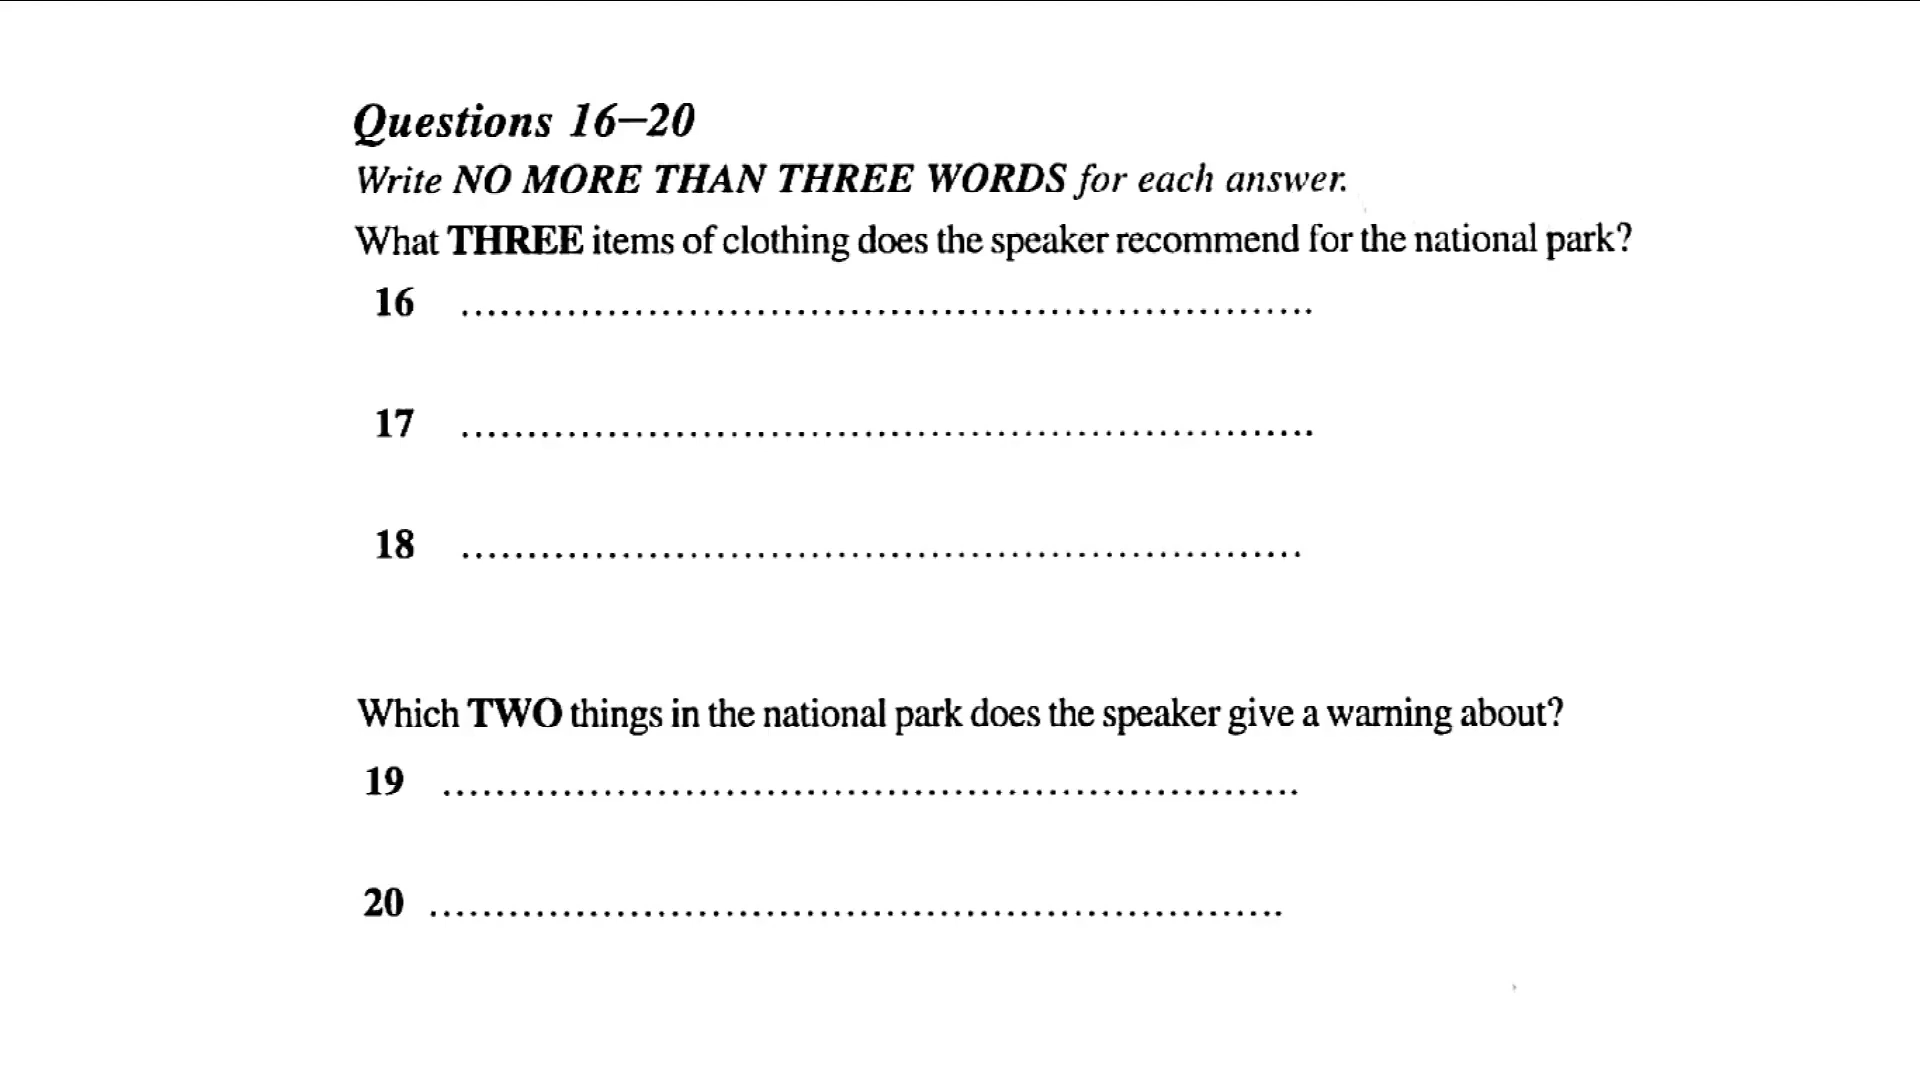 Questions 16–20
Write NO MORE THAN THREE WORDS for each answer.
What THREE items of clothing does the speaker recommend for the national park?
16 ................................................................
17 ................................................................
18 ...............................................................
Which TWO things in the national park does the speaker give a warning about?
19 ................................................................
20 ................................................................